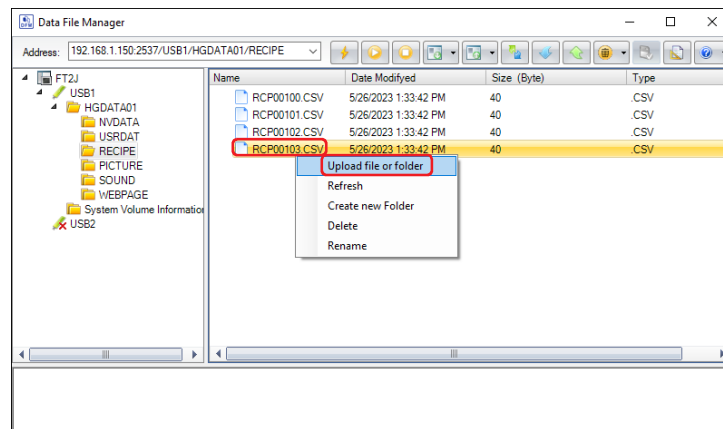 Data File Manager
Address: 192.168.1.150:2537/USB1/HGDATA01/RECIPE
FT2J
USB1
HGDATA01
NVDATA
USRDAT
RECIPE
PICTURE
SOUND
WEBPAGE
System Volume Information
USB2
Name Date Modifyed Size (Byte) Type
RCP00100.CSV 5/26/2023 1:33:42 PM 40 .CSV
RCP00101.CSV 5/26/2023 1:33:42 PM 40 .CSV
RCP00102.CSV 5/26/2023 1:33:42 PM 40 .CSV
RCP00103.CSV 5/26/2023 1:33:42 PM 40 .CSV
Upload file or folder
Refresh
Create new Folder
Delete
Rename